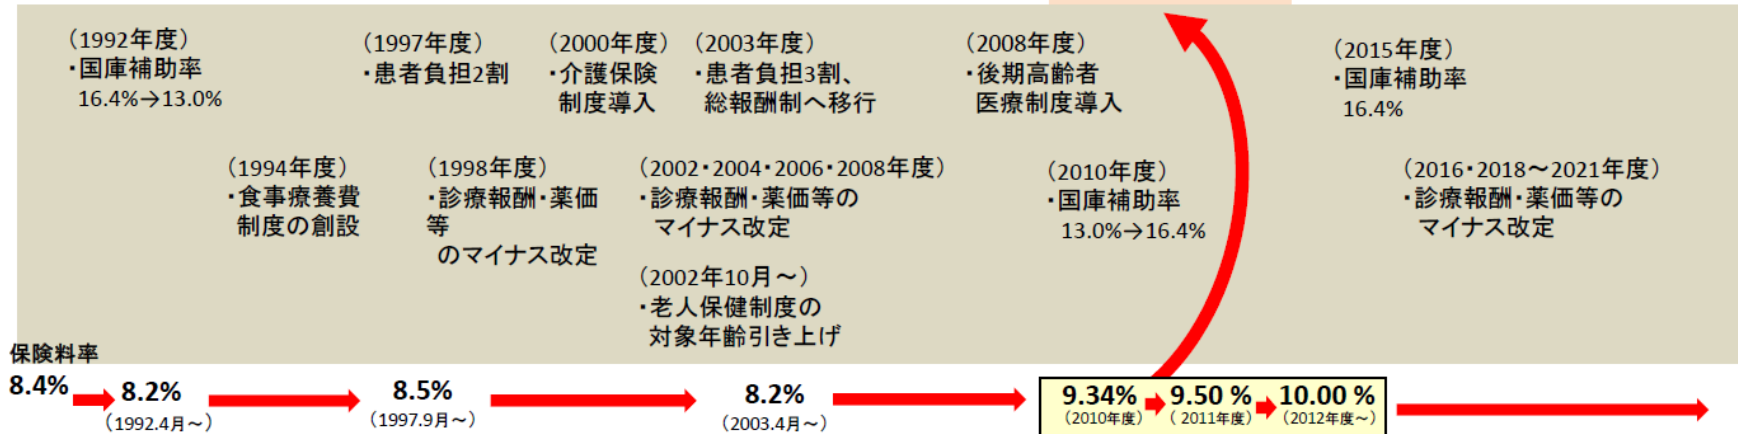 （1992年度）
・国庫補助率
16.4%→13.0%
（1997年度）
・患者負担2割
（2000年度）
・介護保険
制度導入
（2003年度）
・患者負担3割、
総報酬制へ移行
（2008年度）
・後期高齢者
医療制度導入
（2015年度）
・国庫補助率
16.4%
（1994年度）
・食事療養費
制度の創設
（1998年度）
・診療報酬・薬価
等
のマイナス改定
（2002・2004・2006・2008年度）
・診療報酬・薬価等の
マイナス改定
（2002年10月～）
・老人保健制度の
対象年齢引き上げ
（2010年度）
・国庫補助率
13.0%→16.4%
（2016・2018～2021年度）
・診療報酬・薬価等の
マイナス改定
保険料率
8.4%
8.2%
（1992.4月～）
8.5%
（1997.9月～）
8.2%
（2003.4月～）
9.34%
（2010年度）
9.50 %
（ 2011年度）
10.00 %
（2012年度～）